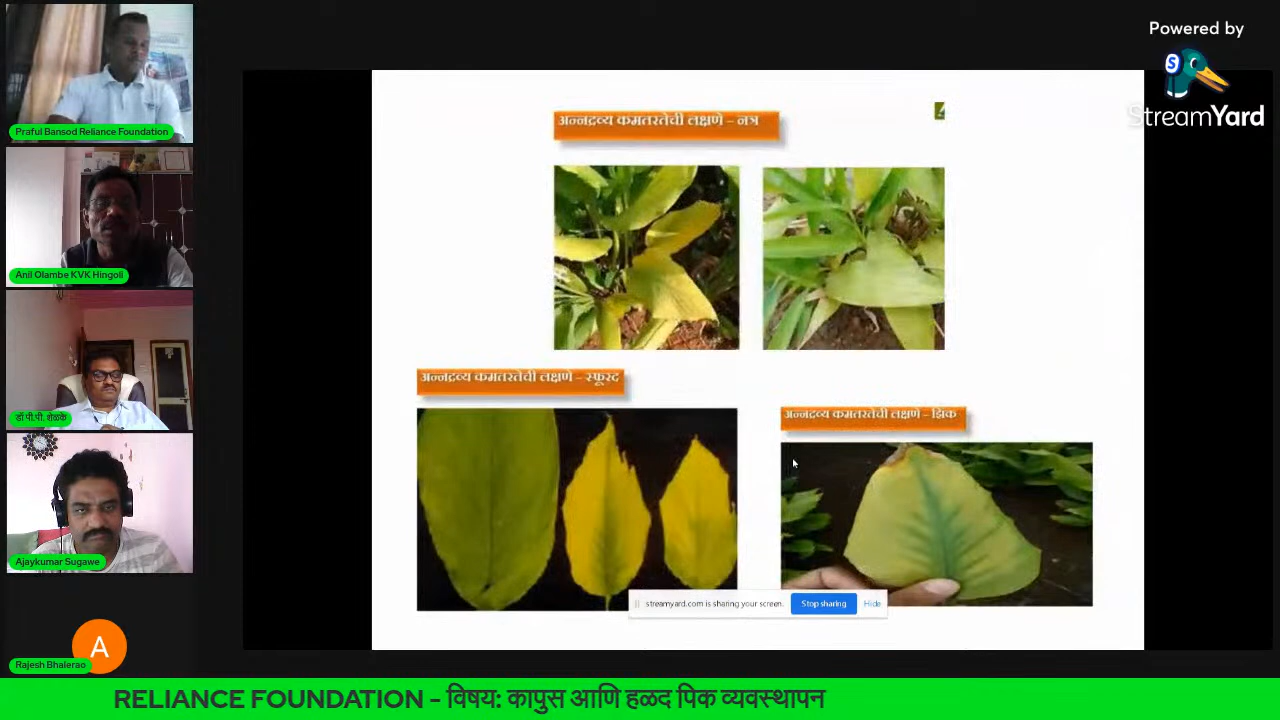 Powered by
StreamYard
Praful Bansod Reliance Foundation
Anil Olambe KVK Hingoli
डॉ पी.पी. शेळके
Ajaykumar Sugawe
A
Rajesh Bhalerao
अन्नद्रव्य कमतरतेची लक्षणे – नत्र
अन्नद्रव्य कमतरतेची लक्षणे – स्फूरद
अन्नद्रव्य कमतरतेची लक्षणे – झिंक
streamyard.com is sharing your screen.
Stop sharing
Hide
RELIANCE FOUNDATION - विषय: कापुस आणि हळद पिक व्यवस्थापन